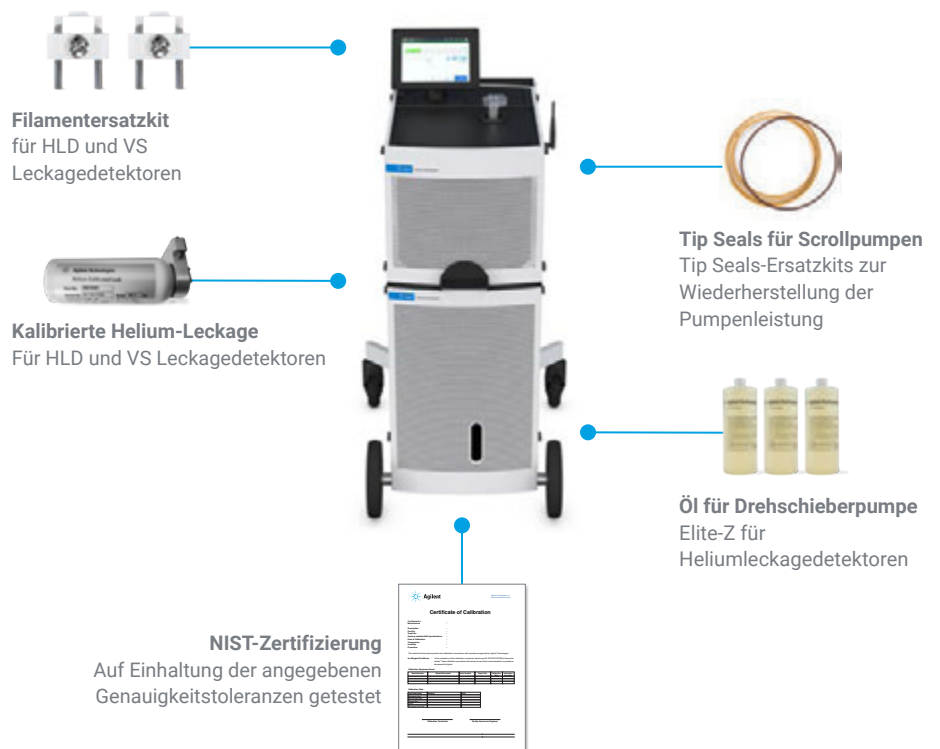 Filamentersatzkit
für HLD und VS
Leckagedetektoren
Agilent Technologies
Kalibrierte Helium-Leckage
Für HLD und VS Leckagedetektoren
Tip Seals für Scrollpumpen
Tip Seals-Ersatzkits zur
Wiederherstellung der
Pumpenleistung
Öl für Drehschieberpumpe
Elite-Z für
Heliumleckagedetektoren
NIST-Zertifizierung
Auf Einhaltung der angegebenen
Genauigkeitstoleranzen getestet
Agilent
Certificate of Calibration